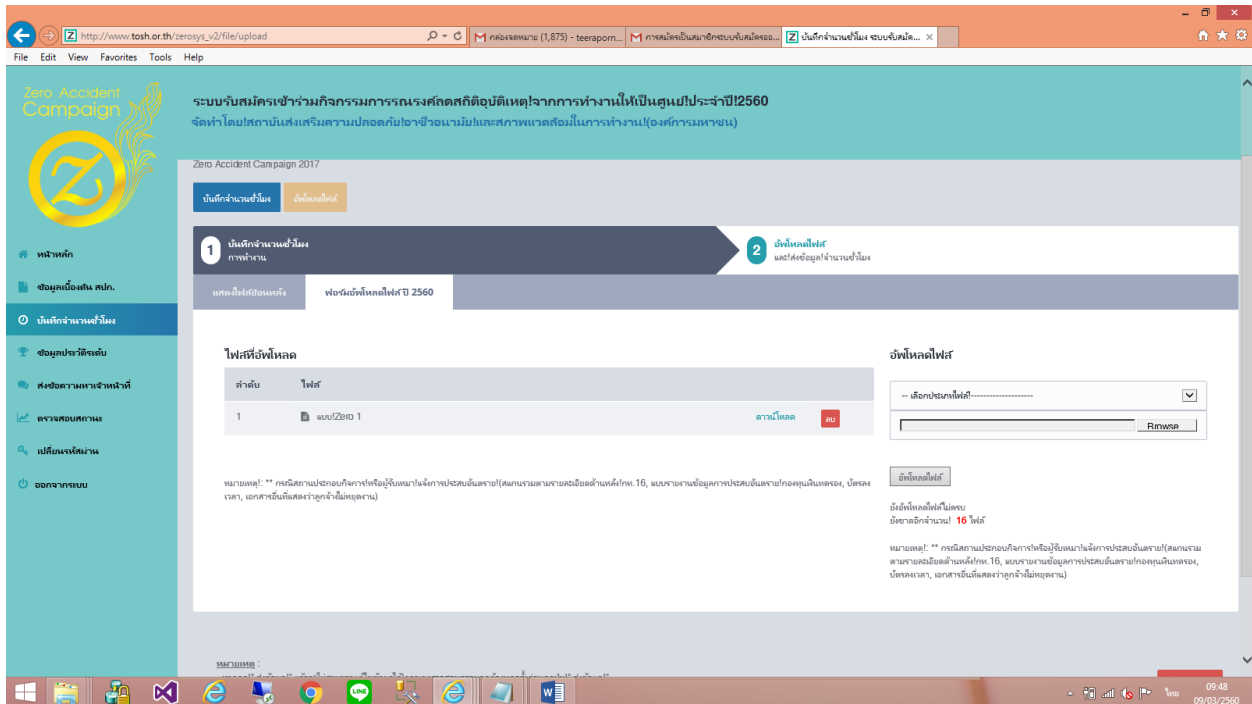 http://www.tosh.or.th/zerosys_v2/file/upload
กล่องจดหมาย (1,875) - teeraporn...
การสมัครเป็นสมาชิกระบบรับสมัครออ...
บันทึกจำนวนชั่วโมง ระบบรับสมัค...
File Edit View Favorites Tools Help
Zero Accident
Campaign
ระบบรับสมัครเข้าร่วมกิจกรรมการรณรงค์ลดสถิติอุบัติเหตุ!จากการทำงานให้เป็นศูนย์!ประจำปี!2560
จัดทำโดย!สถาบันส่งเสริมความปลอดภัย!อาชีวอนามัย!และสภาพแวดล้อมในการทำงาน!(องค์การมหาชน)
Zero Accident Campaign 2017
บันทึกจำนวนชั่วโมง
อัพโหลดไฟล์
1 บันทึกจำนวนชั่วโมง
การทำงาน
2 อัพโหลดไฟล์
และ!ส่งข้อมูล!จำนวนชั่วโมง
แสดงไฟล์ย้อนหลัง
ฟอร์มอัพโหลดไฟล์ ปี 2560
หน้าหลัก
ข้อมูลเบื้องต้น สปก.
บันทึกจำนวนชั่วโมง
ข้อมูลประวัติระดับ
ส่งข้อความหาเจ้าหน้าที่
ตรวจสอบสถานะ
เปลี่ยนรหัสผ่าน
ออกจากระบบ
ไฟล์ที่อัพโหลด
ลำดับ ไฟล์
1 แบบ!Zero 1 ดาวน์โหลด ลบ
หมายเหตุ!: ** กรณีสถานประกอบกิจการ!หรือผู้รับเหมา!แจ้งการประสบอันตราย!(สแกนรวมตามรายละเอียดด้านหลัง!กท.16, แบบรายงานข้อมูลการประสบอันตราย!กองทุนเงินทดรอง, บัตรลง
เวลา, เอกสารอื่นที่แสดงว่าลูกจ้างไม่หยุดงาน)
อัพโหลดไฟล์
-- เลือกประเภทไฟล์!--------------------
Browse
อัพโหลดไฟล์
ยังอัพโหลดไฟล์ไม่ครบ
ยังขาดอีกจำนวน! 16 ไฟล์
หมายเหตุ!: ** กรณีสถานประกอบกิจการ!หรือผู้รับเหมา!แจ้งการประสบอันตราย!(สแกนรวม
ตามรายละเอียดด้านหลัง!กท.16, แบบรายงานข้อมูลการประสบอันตราย!กองทุนเงินทดรอง,
บัตรลงเวลา, เอกสารอื่นที่แสดงว่าลูกจ้างไม่หยุดงาน)
หมายเหตุ :
LINE
ไทย
09:48
09/03/2560